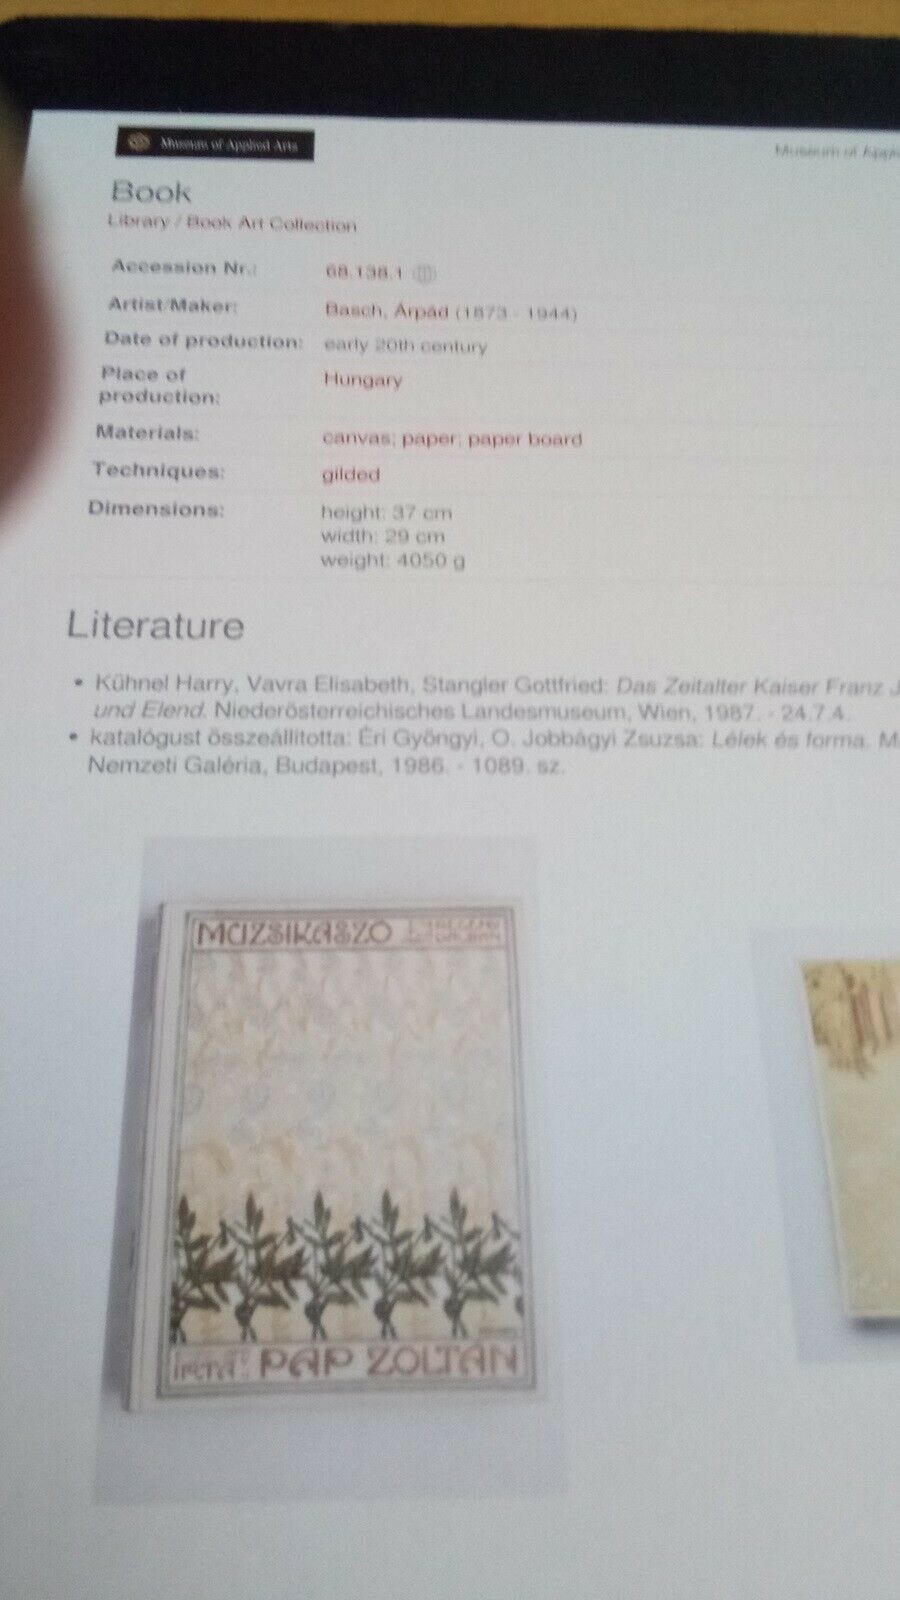 Museum of Applied Arts
Museum of
Book
Library / Book Art Collection
Accession Nr.: 68.138.1
Artist/Maker: Basch, Árpád (1873 - 1944)
Date of production: early 20th century
Place of production: Hungary
Materials: canvas; paper; paper board
Techniques: gilded
Dimensions: height: 37 cm
width: 29 cm
weight: 4050 g
Literature
• Kühnel Harry, Vavra Elisabeth, Stangler Gottfried: Das Zeitalter Kaiser Franz J
und Elend. Niederösterreichisches Landesmuseum, Wien, 1987. - 24.7.4.
• katalógust összeállította: Éri Gyöngyi, O. Jobbágyi Zsuzsa: Lélek és forma. M
Nemzeti Galéria, Budapest, 1986. - 1089. sz.
MUZSIKASZÓ
IRTA: PAP ZOLTÁN